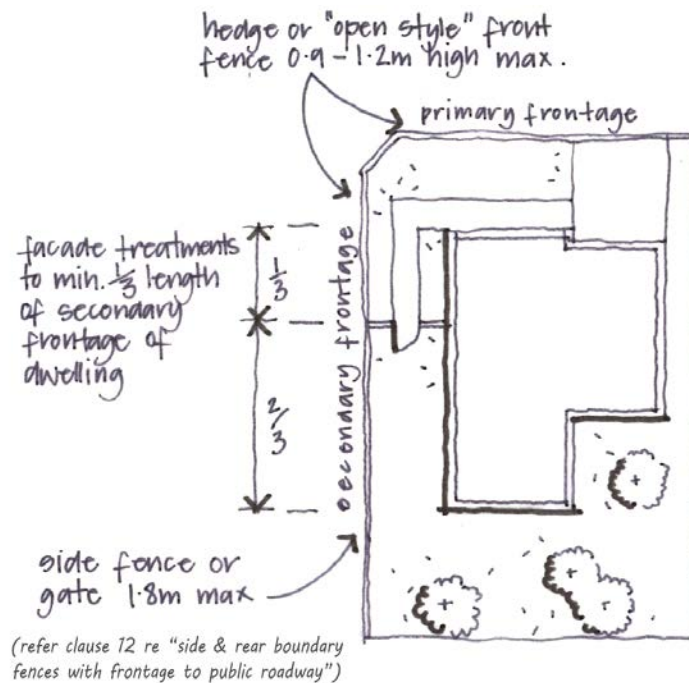 hedge or "open style" front
fence 0.9 - 1.2m high max.
primary frontage
facade treatments
to min. 1/3 length
of secondary
frontage of
dwelling
1/3
2/3
secondary frontage
side fence or
gate 1.8m max
(refer clause 12 re "side & rear boundary
fences with frontage to public roadway")